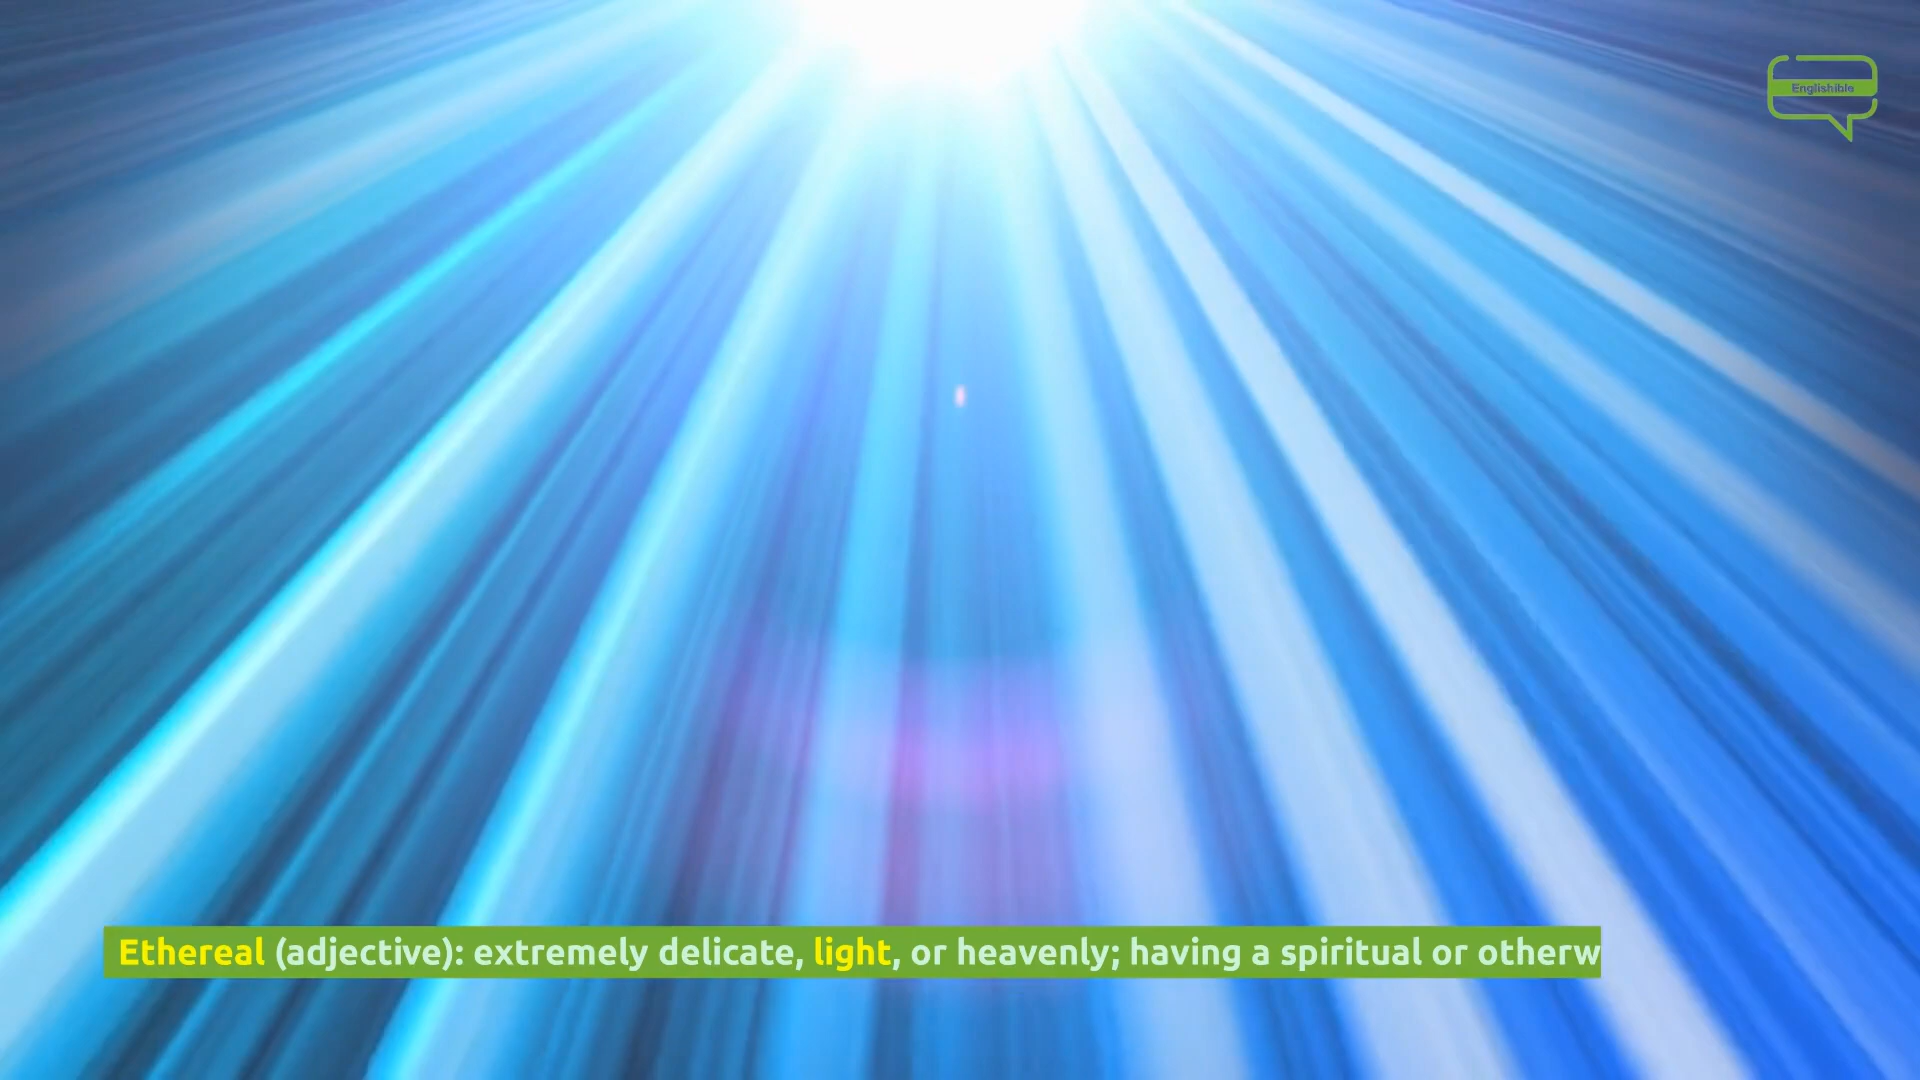 Englishible
Ethereal (adjective): extremely delicate, light, or heavenly; having a spiritual or otherw